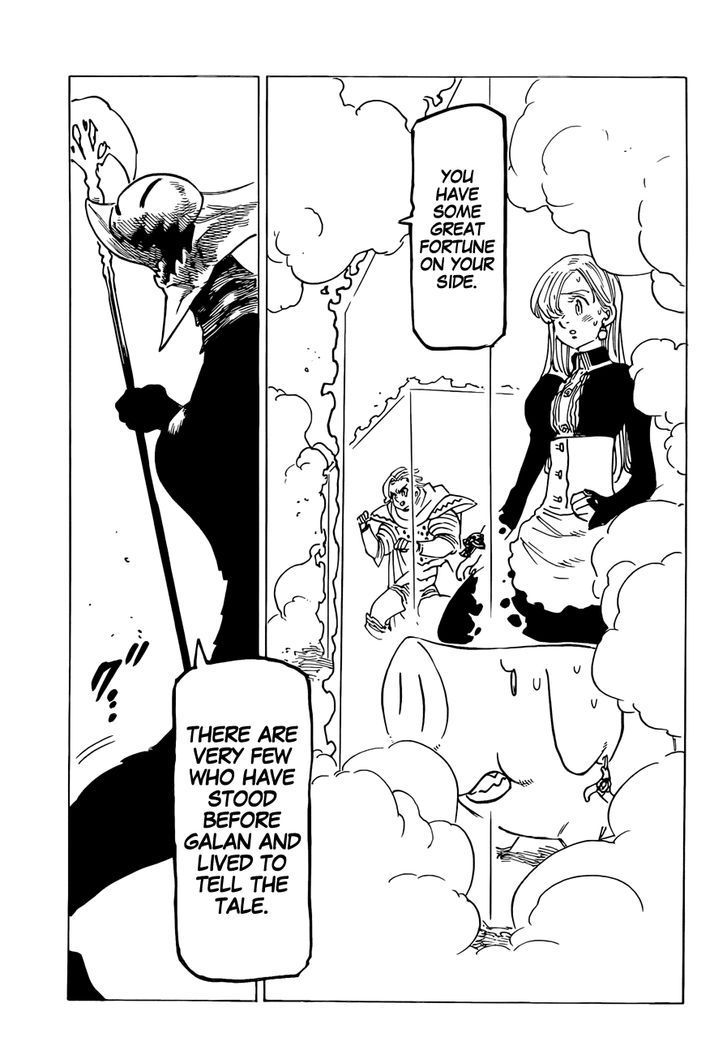 YOU
HAVE
SOME
GREAT
FORTUNE
ON YOUR
SIDE.
THERE ARE
VERY FEW
WHO HAVE
STOOD
BEFORE
GALAN AND
LIVED TO
TELL THE
TALE.